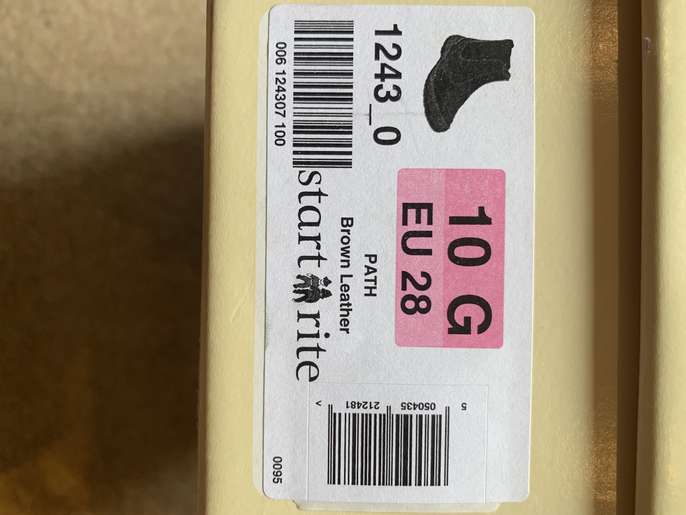 1243_0
10 G
EU 28
PATH
Brown Leather
start rite
006 124307 100
5 050435 212481 >
0095